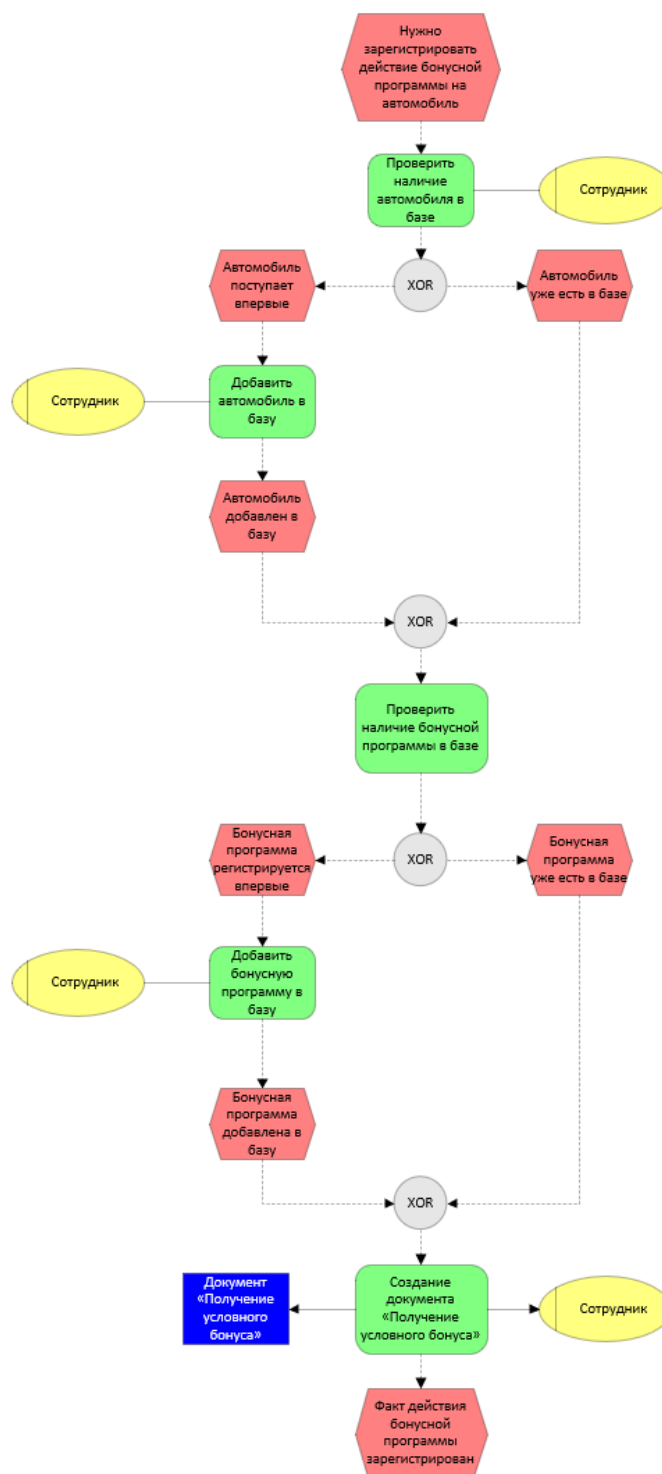 Нужно
зарегистрировать
действие бонусной
программы на
автомобиль
Проверить
наличие
автомобиля в
базе
Сотрудник
Автомобиль
поступает
впервые
XOR
Автомобиль
уже есть в базе
Сотрудник
Добавить
автомобиль в
базу
Автомобиль
добавлен в
базу
XOR
Проверить
наличие бонусной
программы в базе
Бонусная
программа
регистрируется
впервые
XOR
Бонусная
программа
уже есть в базе
Сотрудник
Добавить
бонусную
программу в
базу
Бонусная
программа
добавлена в
базу
XOR
Документ
«Получение
условного
бонуса»
Создание
документа
«Получение
условного бонуса»
Сотрудник
Факт действия
бонусной
программы
зарегистрирован